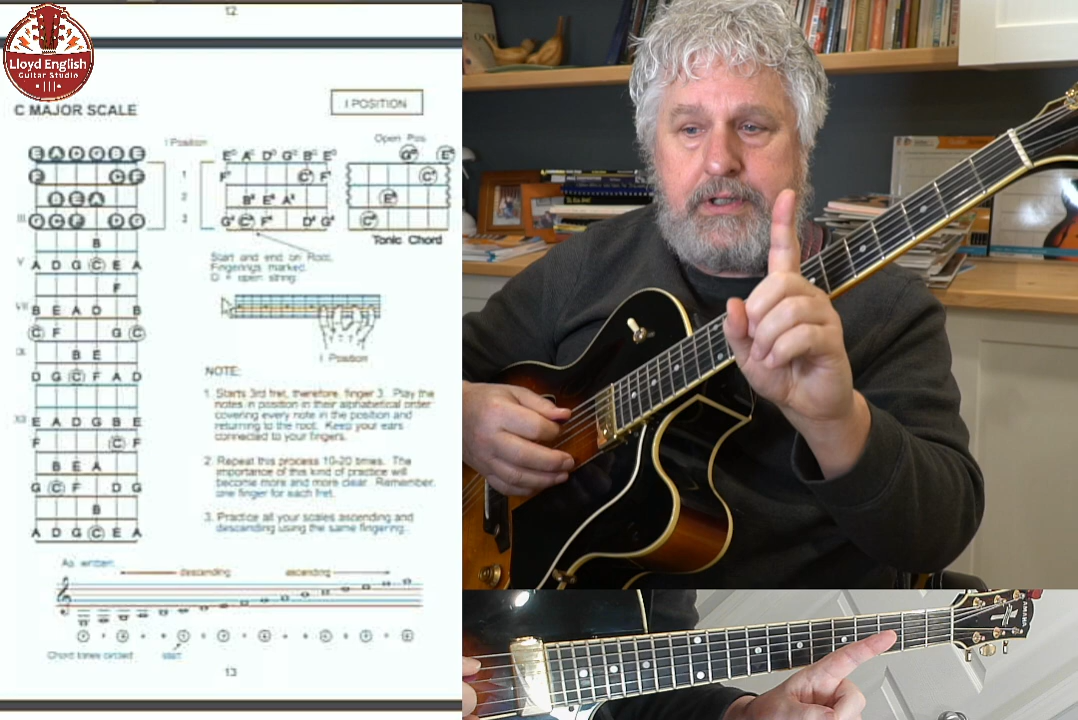 12
Lloyd English
Guitar Studio
C MAJOR SCALE
I POSITION
I Position
Open Pos.
1
2
3
III
V
Tonic Chord
Start and end on Root.
Fingerings marked.
I Position
NOTE:
1. Starts 3rd fret, therefore, finger 3. Play the
notes in position in their alphabetical order
covering every note in the position and
returning to the root. Keep your ears
connected to your fingers.
2. Repeat this process 10-20 times. The
importance of this kind of practice will
become more and more clear. Remember,
one finger for each fret.
3. Practice all your scales ascending and
descending using the same fingering.
B
A D G C E A
F
B E A D B
C F G C
B E
D G C F A D
E A D G B E
F C F
B E A
G C F D G
B
A D G C E A
As written:
descending
ascending
Chord tones circled
start
13
YAMAHA